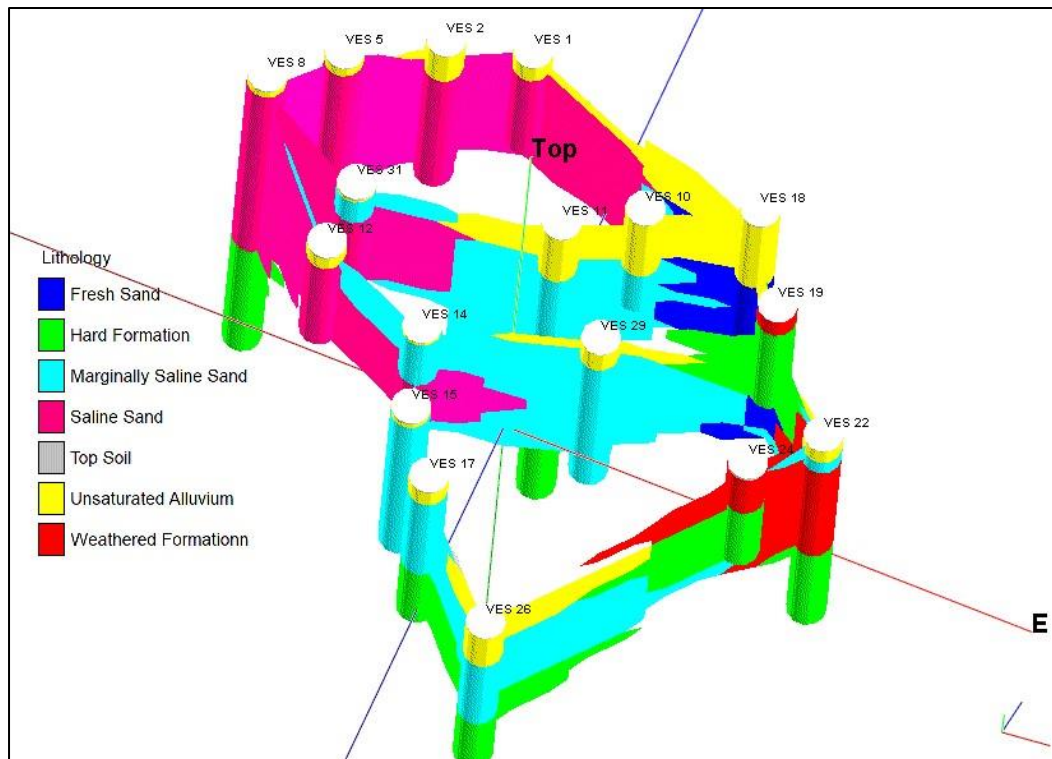 VES 2
VES 5
VES 1
VES 8
Top
VES 31
VES 10
VES 11
VES 18
VES 12
Lithology
Fresh Sand
Hard Formation
Marginally Saline Sand
Saline Sand
Top Soil
Unsaturated Alluvium
Weathered Formationn
VES 19
VES 14
VES 29
VES 15
VES 22
VES 24
VES 17
VES 26
E